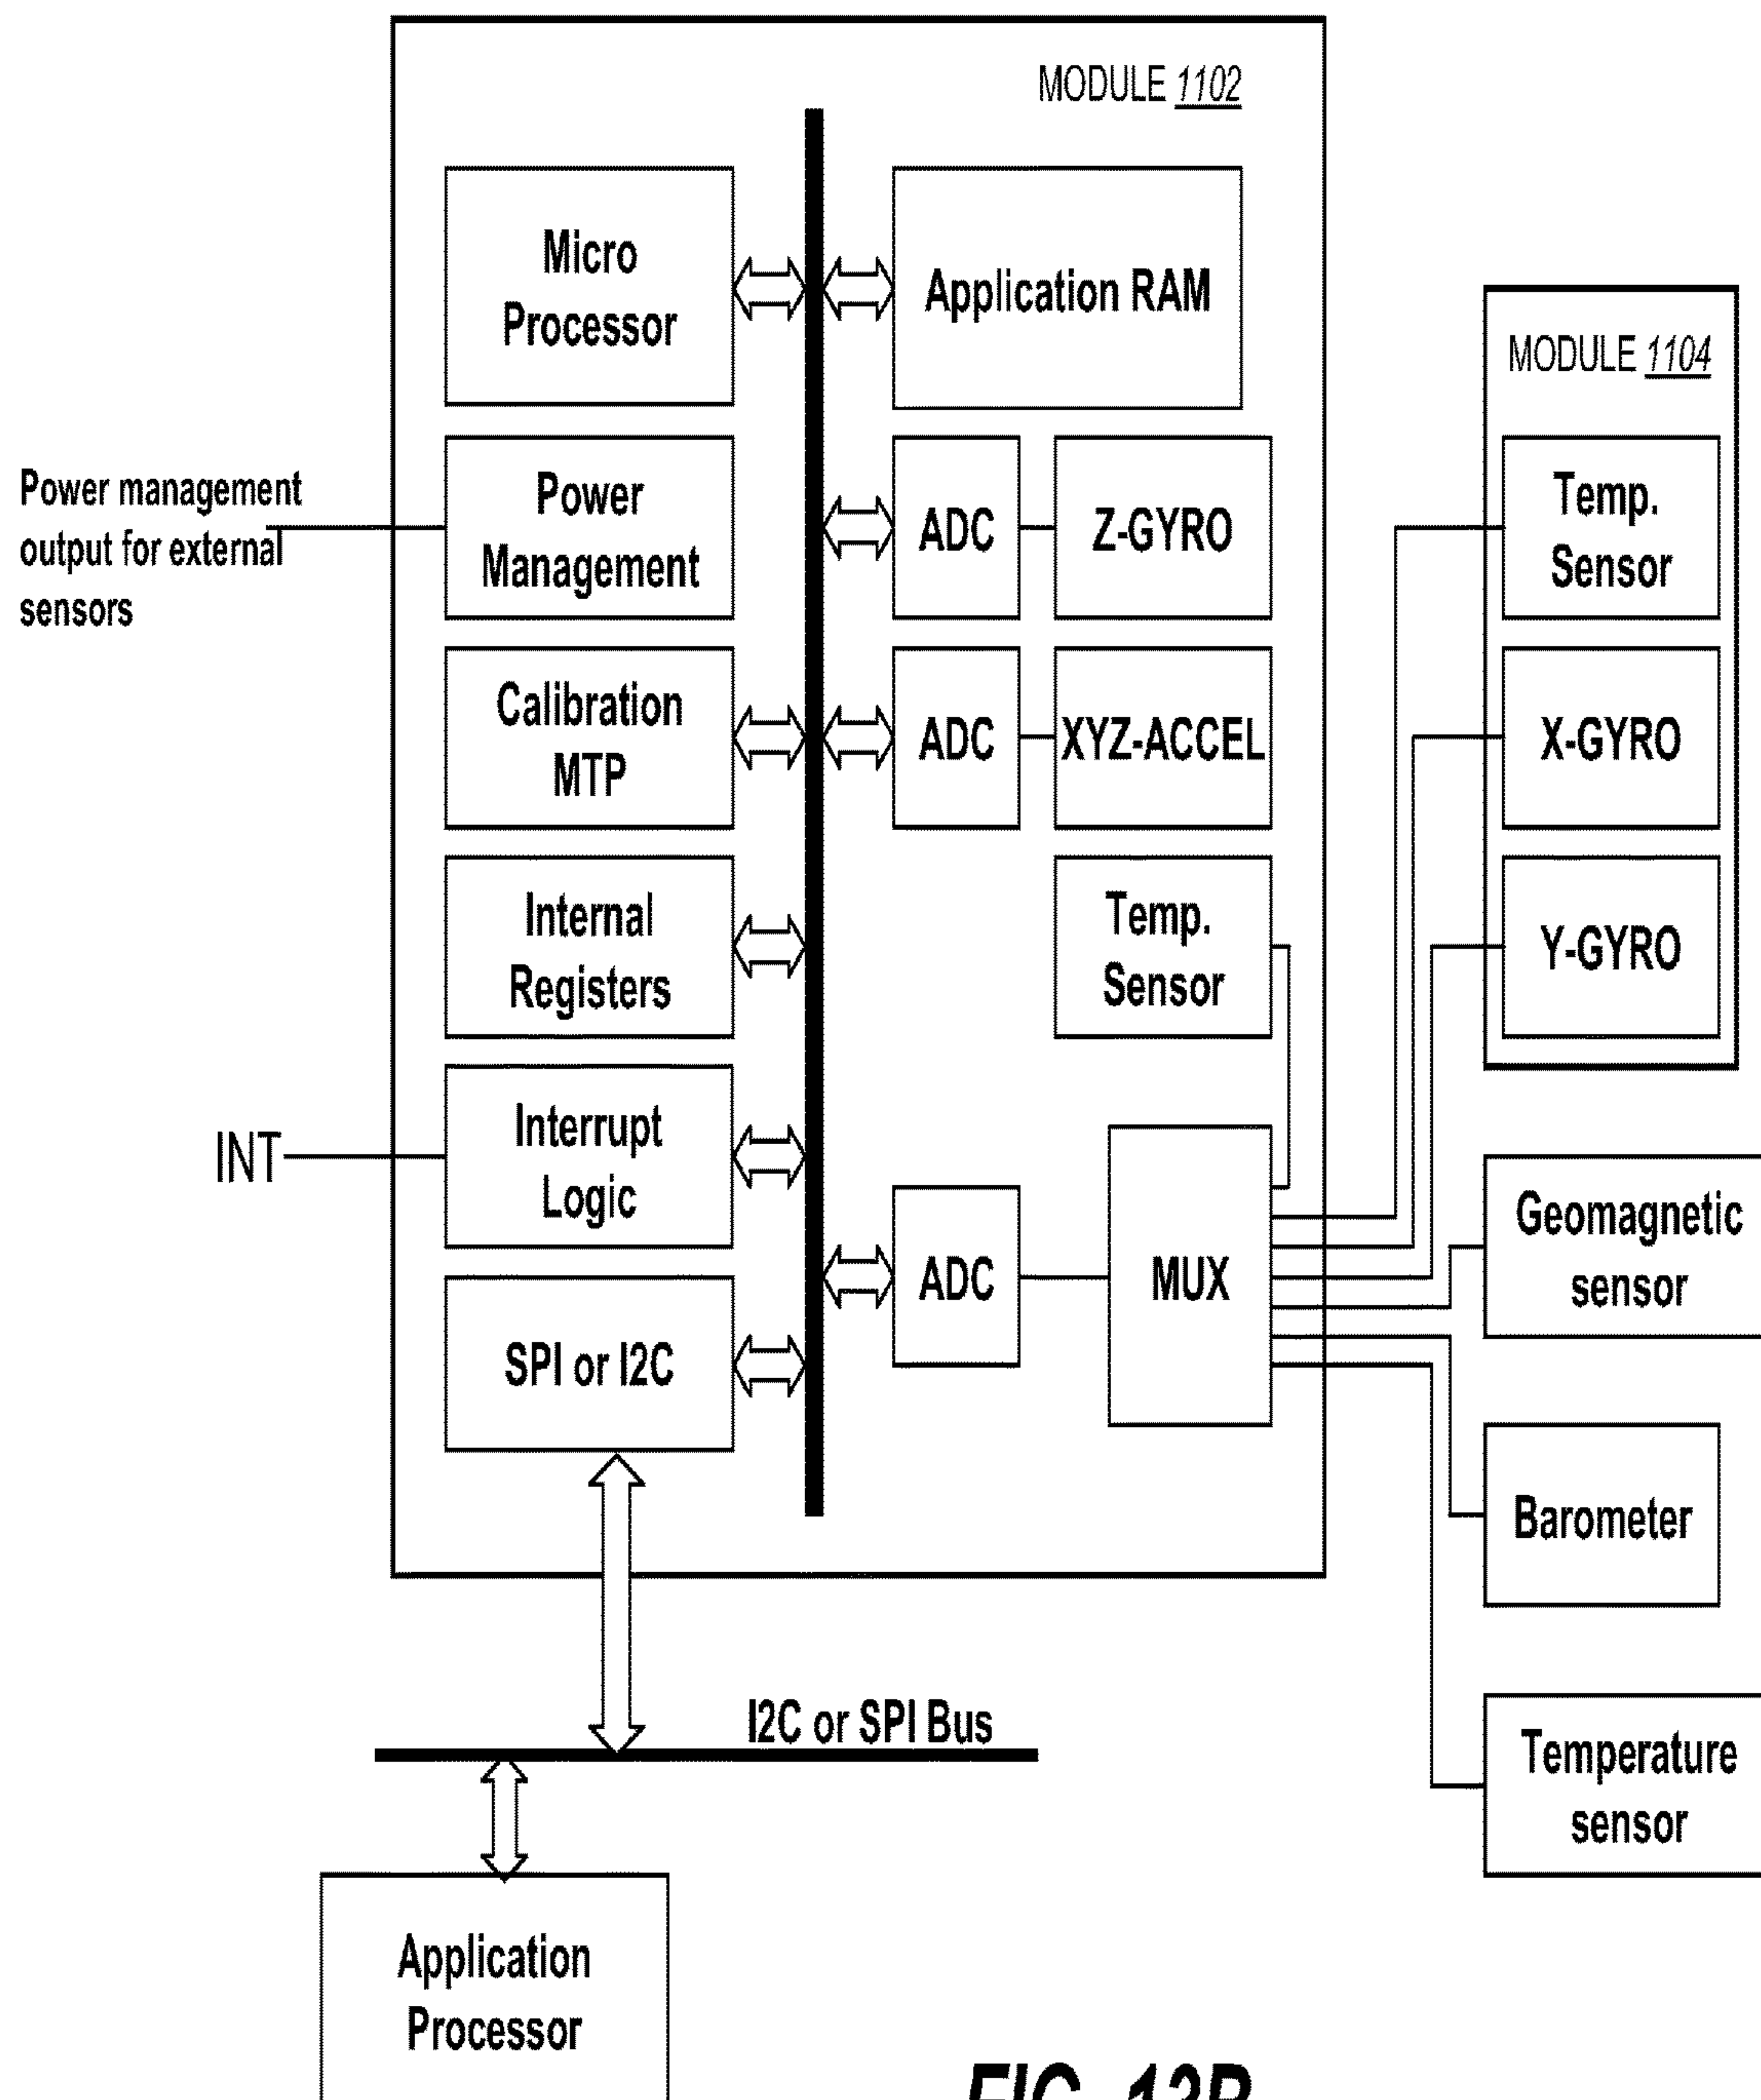 MODULE 1102
Micro
Processor
Application RAM
MODULE 1104
Power management
output for external
sensors
Power
Management
ADC
Z-GYRO
Temp.
Sensor
Calibration
MTP
ADC
XYZ-ACCEL
X-GYRO
Internal
Registers
Temp.
Sensor
Y-GYRO
INT
Interrupt
Logic
ADC
MUX
Geomagnetic
sensor
SPI or I2C
Barometer
I2C or SPI Bus
Temperature
sensor
Application
Processor
FIG. 13B